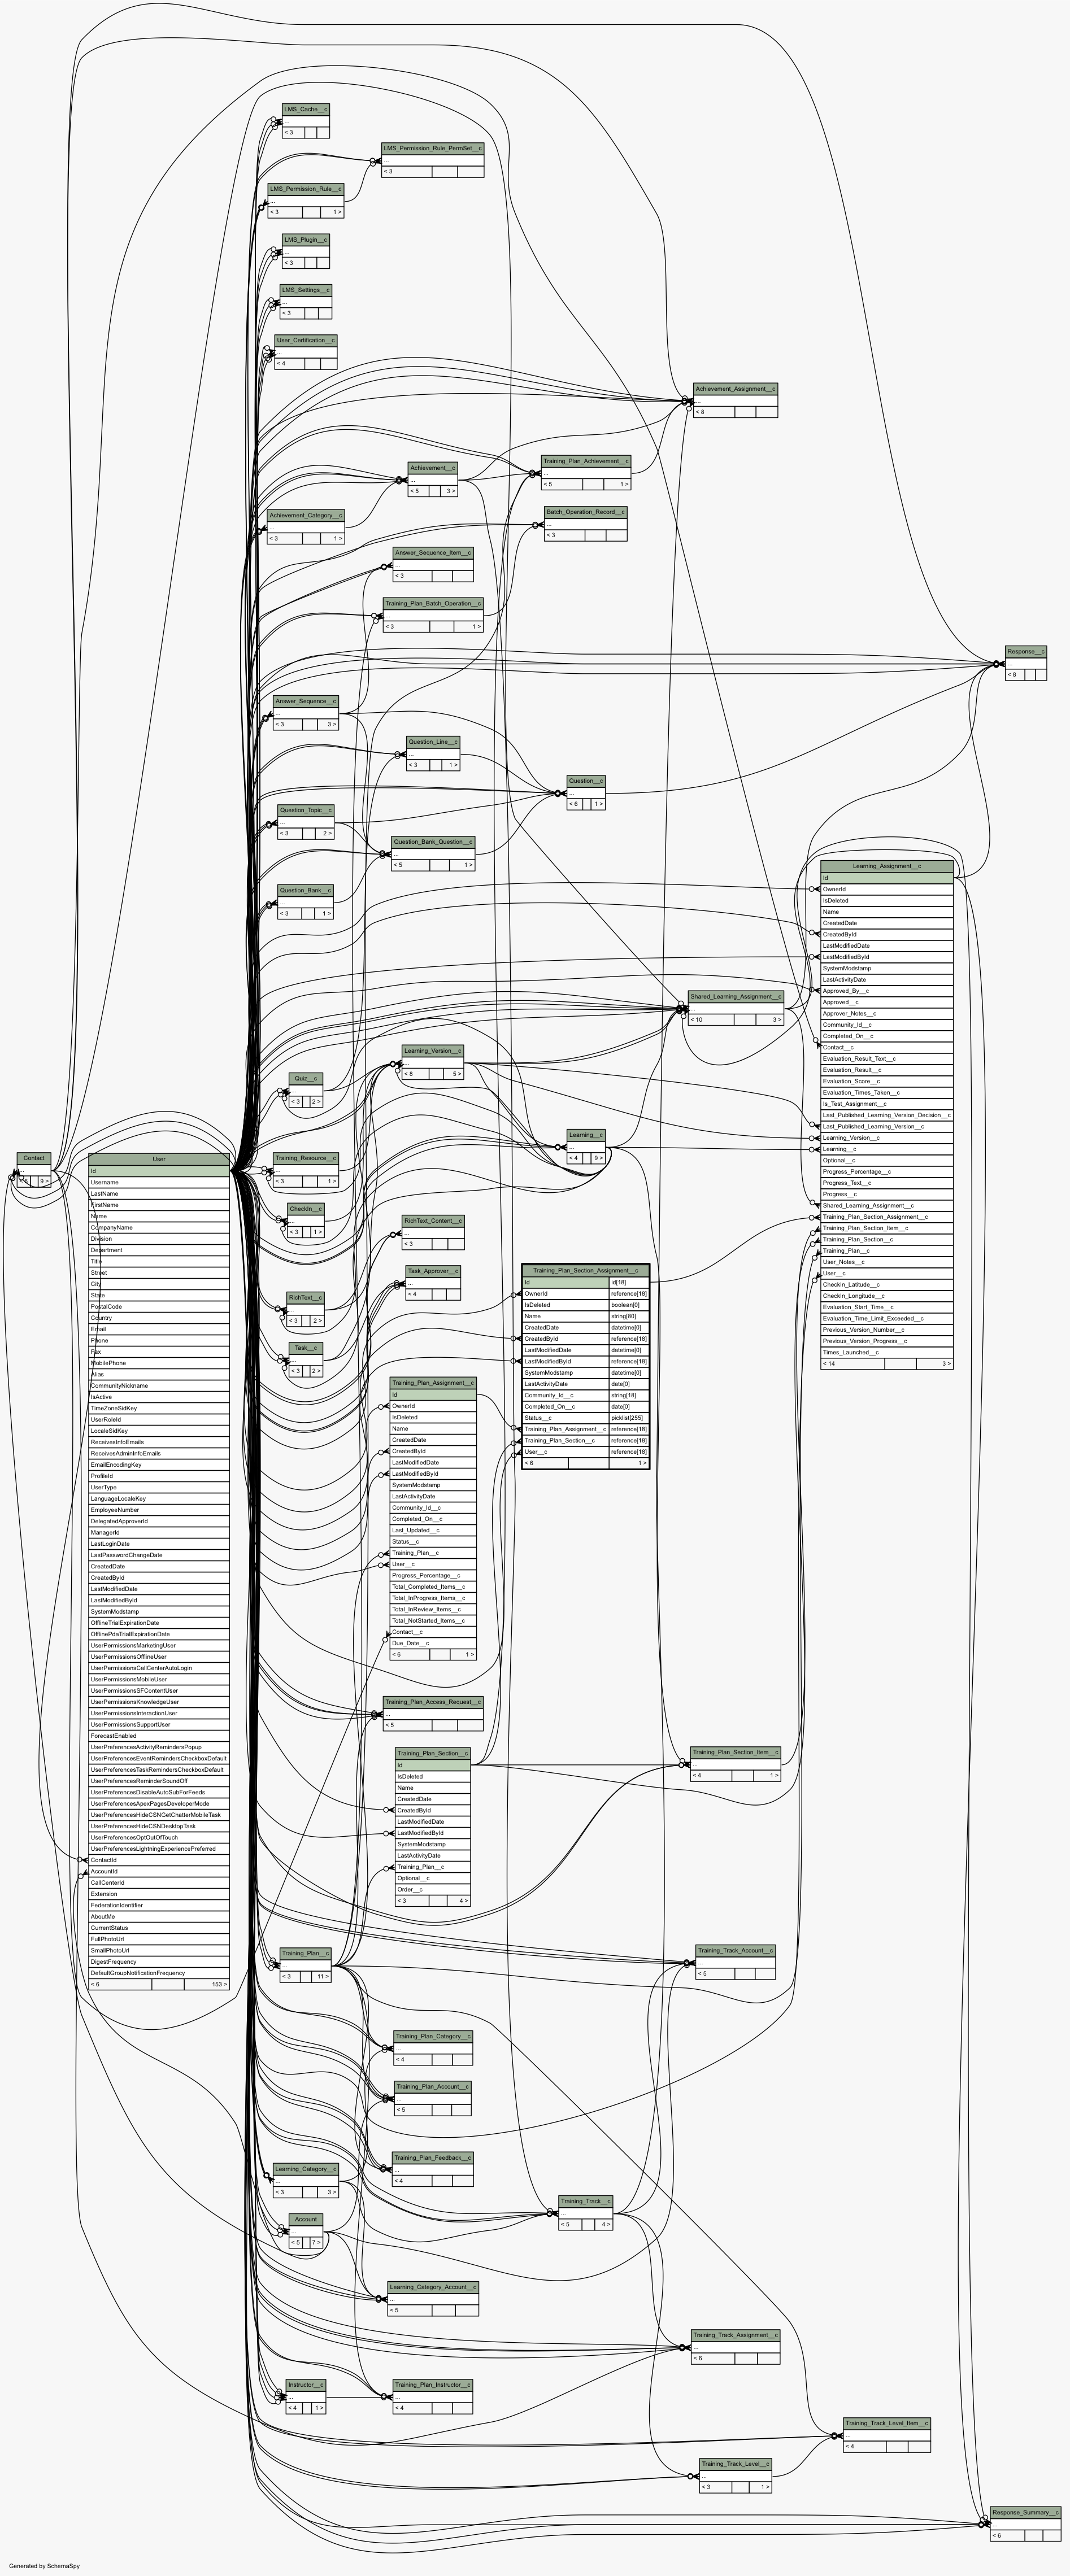 LMS_Cache__c
...
< 3
LMS_Permission_Rule_PermSet__c
...
< 3
LMS_Permission_Rule__c
...
< 3 1 >
LMS_Plugin__c
...
< 3
LMS_Settings__c
...
< 3
User_Certification__c
...
< 4
Achievement_Assignment__c
...
< 8
Training_Plan_Achievement__c
...
< 5 1 >
Achievement__c
...
< 5 3 >
Achievement_Category__c
...
< 3 1 >
Batch_Operation_Record__c
...
< 3
Answer_Sequence_Item__c
...
< 3
Training_Plan_Batch_Operation__c
...
< 3 1 >
Response__c
...
< 8
Answer_Sequence__c
...
< 3 3 >
Question_Line__c
...
< 3 1 >
Question__c
...
< 6 1 >
Question_Topic__c
...
< 3 2 >
Question_Bank_Question__c
...
< 5 1 >
Question_Bank__c
...
< 3 1 >
Learning_Assignment__c
Id
OwnerId
IsDeleted
Name
CreatedDate
CreatedById
LastModifiedDate
LastModifiedById
SystemModstamp
LastActivityDate
Approved_By__c
Approved__c
Approver_Notes__c
Community_Id__c
Completed_On__c
Contact__c
Evaluation_Result_Text__c
Evaluation_Result__c
Evaluation_Score__c
Evaluation_Times_Taken__c
Is_Test_Assignment__c
Last_Published_Learning_Version_Decision__c
Last_Published_Learning_Version__c
Learning_Version__c
Learning__c
Optional__c
Progress_Percentage__c
Progress_Text__c
Progress__c
Shared_Learning_Assignment__c
Training_Plan_Section_Assignment__c
Training_Plan_Section_Item__c
Training_Plan_Section__c
Training_Plan__c
User_Notes__c
User__c
CheckIn_Latitude__c
CheckIn_Longitude__c
Evaluation_Start_Time__c
Evaluation_Time_Limit_Exceeded__c
Previous_Version_Number__c
Previous_Version_Progress__c
Times_Launched__c
< 14 3 >
Shared_Learning_Assignment__c
...
< 10 3 >
Learning_Version__c
...
< 8 5 >
Quiz__c
...
< 3 2 >
Learning__c
...
< 4 9 >
Training_Resource__c
...
< 3 1 >
CheckIn__c
...
< 3 1 >
RichText_Content__c
...
< 3
Task_Approver__c
...
< 4
RichText__c
...
< 3 2 >
Task__c
...
< 3 2 >
Contact
9 >
User
Id
Username
LastName
FirstName
Name
CompanyName
Division
Department
Title
Street
City
State
PostalCode
Country
Email
Phone
Fax
MobilePhone
Alias
CommunityNickname
IsActive
TimeZoneSidKey
UserRoleId
LocaleSidKey
ReceivesInfoEmails
ReceivesAdminInfoEmails
EmailEncodingKey
ProfileId
UserType
LanguageLocaleKey
EmployeeNumber
DelegatedApproverId
ManagerId
LastLoginDate
LastPasswordChangeDate
CreatedDate
CreatedById
LastModifiedDate
LastModifiedById
SystemModstamp
OfflineTrialExpirationDate
OfflinePdaTrialExpirationDate
UserPermissionsMarketingUser
UserPermissionsOfflineUser
UserPermissionsCallCenterAutoLogin
UserPermissionsMobileUser
UserPermissionsSFContentUser
UserPermissionsKnowledgeUser
UserPermissionsInteractionUser
UserPermissionsSupportUser
ForecastEnabled
UserPreferencesActivityRemindersPopup
UserPreferencesEventRemindersCheckboxDefault
UserPreferencesTaskRemindersCheckboxDefault
UserPreferencesReminderSoundOff
UserPreferencesDisableAutoSubForFeeds
UserPreferencesApexPagesDeveloperMode
UserPreferencesHideCSNGetChatterMobileTask
UserPreferencesHideCSNDesktopTask
UserPreferencesOptOutOfTouch
UserPreferencesLightningExperiencePreferred
ContactId
AccountId
CallCenterId
Extension
FederationIdentifier
AboutMe
CurrentStatus
FullPhotoUrl
SmallPhotoUrl
DigestFrequency
DefaultGroupNotificationFrequency
< 6 153 >
Training_Plan_Section_Assignment__c
Id id[18]
OwnerId reference[18]
IsDeleted boolean[0]
Name string[80]
CreatedDate datetime[0]
CreatedById reference[18]
LastModifiedDate datetime[0]
LastModifiedById reference[18]
SystemModstamp datetime[0]
LastActivityDate date[0]
Community_Id__c string[18]
Completed_On__c date[0]
Status__c picklist[255]
Training_Plan_Assignment__c reference[18]
Training_Plan_Section__c reference[18]
User__c reference[18]
< 6 1 >
Training_Plan_Assignment__c
Id
OwnerId
IsDeleted
Name
CreatedDate
CreatedById
LastModifiedDate
LastModifiedById
SystemModstamp
LastActivityDate
Community_Id__c
Completed_On__c
Last_Updated__c
Status__c
Training_Plan__c
User__c
Progress_Percentage__c
Total_Completed_Items__c
Total_InProgress_Items__c
Total_InReview_Items__c
Total_NotStarted_Items__c
Contact__c
Due_Date__c
< 6 1 >
Training_Plan_Access_Request__c
...
< 5
Training_Plan_Section__c
Id
IsDeleted
Name
CreatedDate
CreatedById
LastModifiedDate
LastModifiedById
SystemModstamp
LastActivityDate
Training_Plan__c
Optional__c
Order__c
< 3 4 >
Training_Plan_Section_Item__c
...
< 4 1 >
Training_Plan__c
...
< 3 11 >
Training_Track_Account__c
...
< 5
Training_Plan_Category__c
...
< 4
Training_Plan_Account__c
...
< 5
Training_Plan_Feedback__c
...
< 4
Learning_Category__c
...
< 3 3 >
Training_Track__c
...
< 5 4 >
Account
...
< 5 7 >
Learning_Category_Account__c
...
< 5
Training_Track_Assignment__c
...
< 6
Instructor__c
...
< 4 1 >
Training_Plan_Instructor__c
...
< 4
Training_Track_Level_Item__c
...
< 4
Training_Track_Level__c
...
< 3 1 >
Response_Summary__c
...
< 6
Generated by SchemaSpy